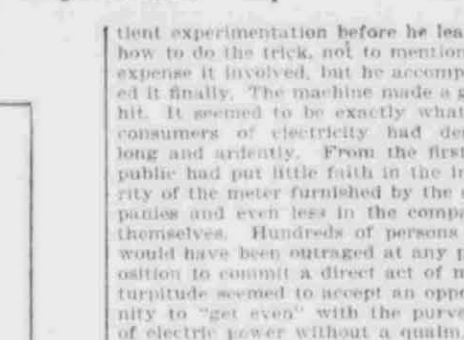 tient experimentation before he lea
how to do the trick, not to mention
expense it involved, but he accomp
ed it finally. The machine made a g
hit. It seemed to be exactly what
consumers of electricity had de
long and ardently. From the first
public had put little faith in the in
rity of the meter furnished by the
panies and even less in the compa
themselves. Hundreds of persons
would have been outraged at any p
osition to commit a direct act of m
turpitude seemed to accept an oppo
nity to "get even" with the purve
of electric power without a qualm.